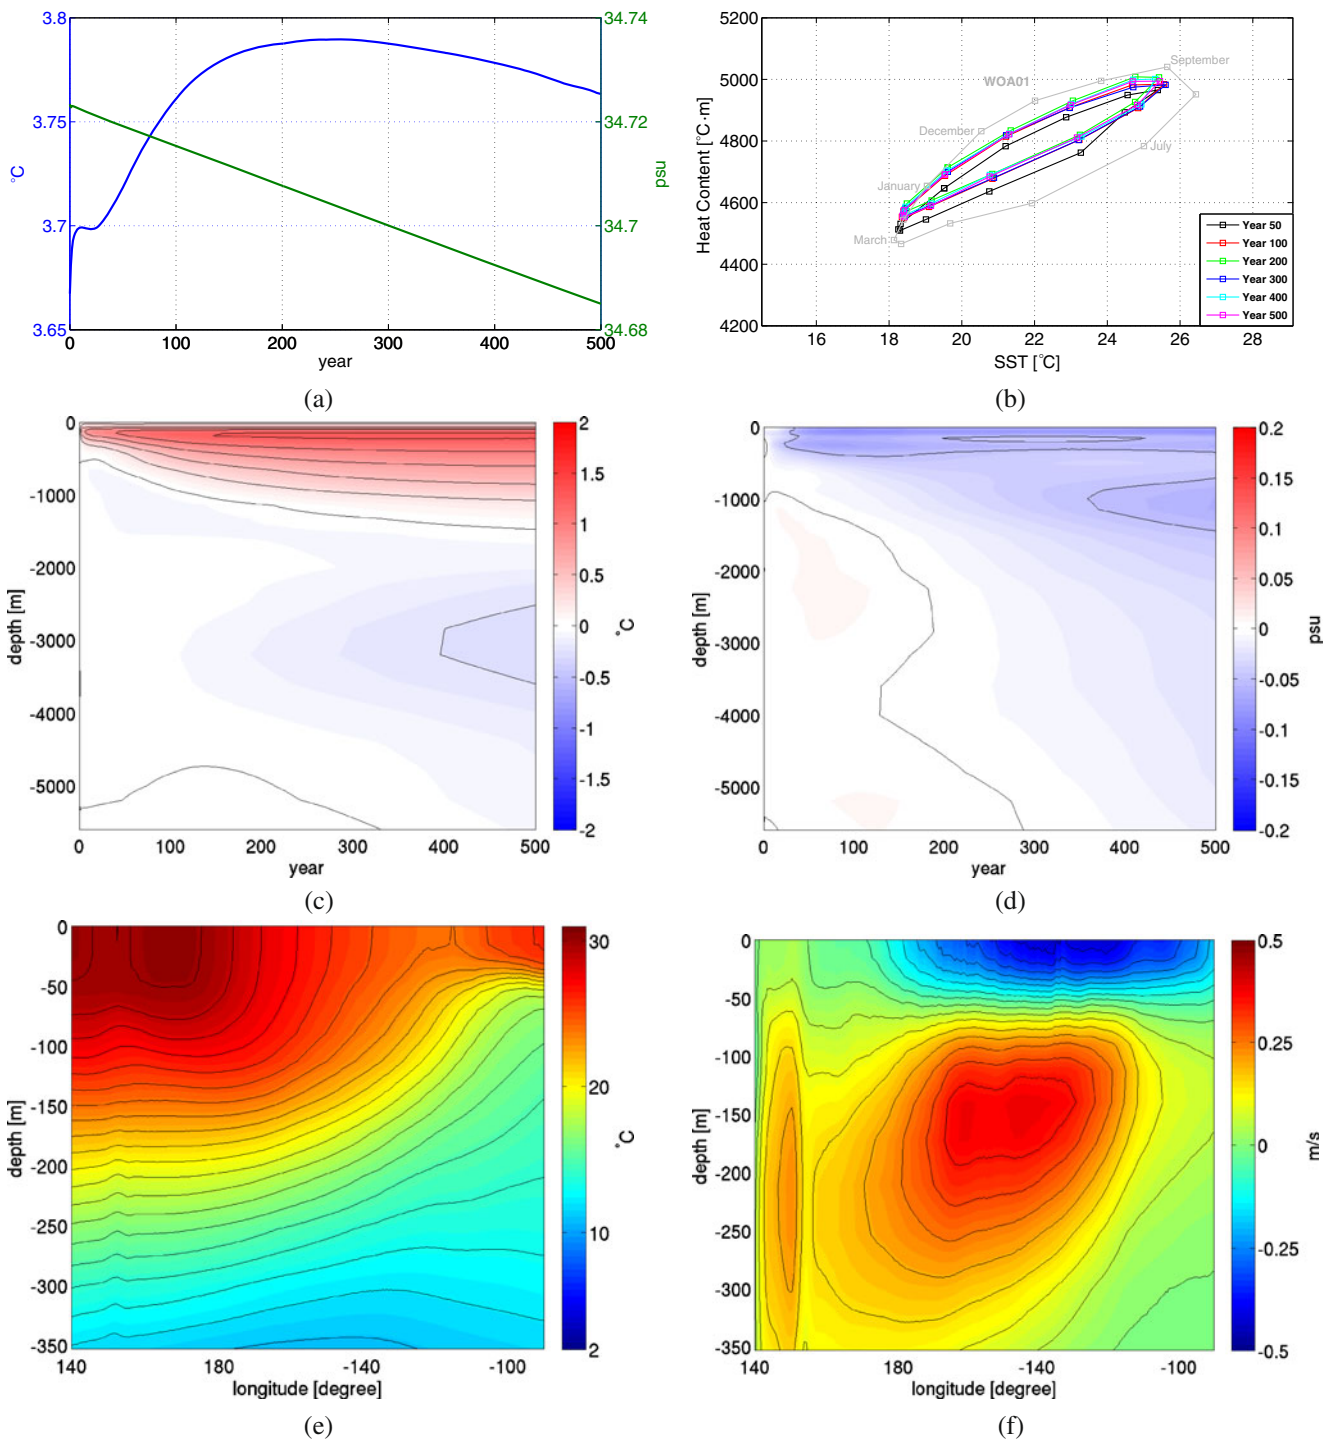 3.8
3.75
3.7
3.65
°C
34.74
34.72
34.7
34.68
psu
0 100 200 300 400 500
year
(a)
5200
5000
4800
4600
4400
4200
Heat Content [°C·m]
WOA01
September
December
July
January
March
Year 50
Year 100
Year 200
Year 300
Year 400
Year 500
16 18 20 22 24 26 28
SST [°C]
(b)
0
-1000
-2000
-3000
-4000
-5000
depth [m]
0 100 200 300 400 500
year
2
1.5
1
0.5
0
-0.5
-1
-1.5
-2
°C
(c)
0
-1000
-2000
-3000
-4000
-5000
depth [m]
0 100 200 300 400 500
year
0.2
0.15
0.1
0.05
0
-0.05
-0.1
-0.15
-0.2
psu
(d)
0
-50
-100
-150
-200
-250
-300
-350
depth [m]
140 180 -140 -100
longitude [degree]
30
20
10
2
°C
(e)
0
-50
-100
-150
-200
-250
-300
-350
depth [m]
140 180 -140 -100
longitude [degree]
0.5
0.25
0
-0.25
-0.5
m/s
(f)